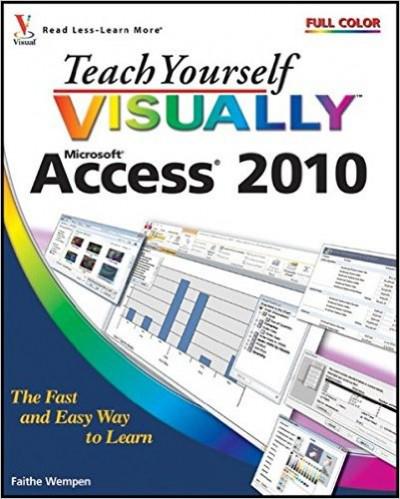 Visual
Read Less-Learn More®
FULL COLOR
Teach Yourself
VISUALLY™
Microsoft®
Access® 2010
The Fast
and Easy Way
to Learn
Faithe Wempen